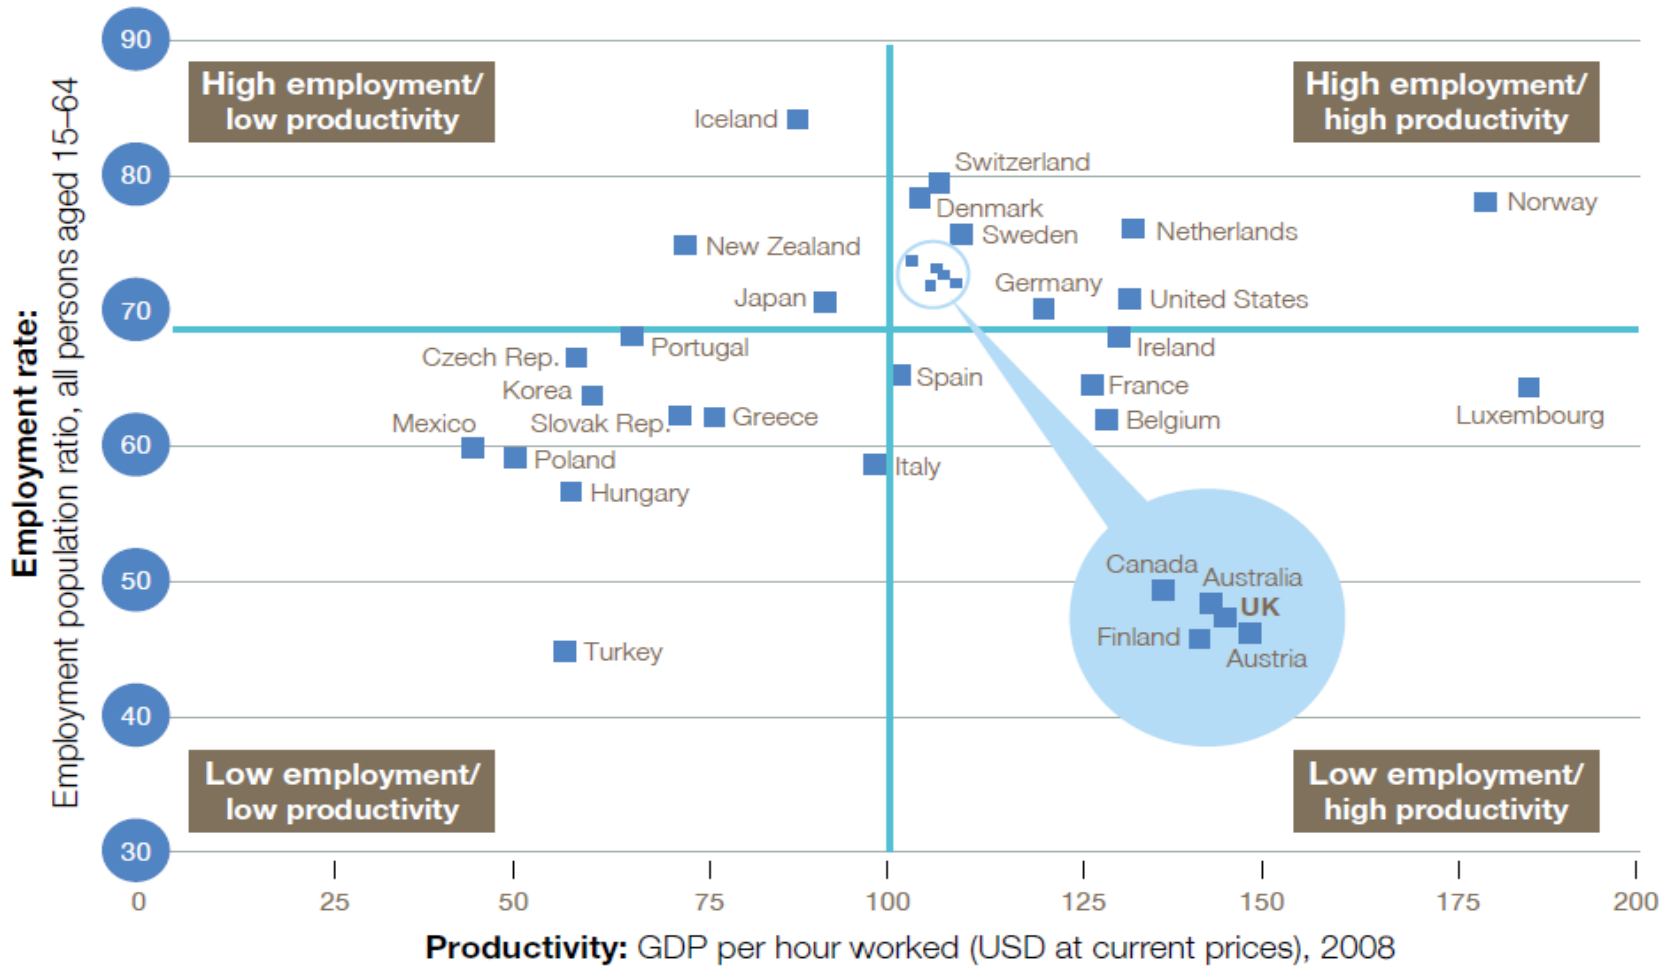 90
High employment/
low productivity
High employment/
high productivity
Iceland
Switzerland
80
Denmark
Norway
Sweden
Netherlands
New Zealand
Germany
Japan
United States
70
Portugal
Ireland
Czech Rep.
Spain
France
Korea
Luxembourg
Mexico
Slovak Rep.
Greece
Belgium
60
Poland
Italy
Hungary
Canada
Australia
50
UK
Finland
Turkey
Austria
40
Low employment/
low productivity
Low employment/
high productivity
30
0 25 50 75 100 125 150 175 200
Productivity: GDP per hour worked (USD at current prices), 2008
Employment rate:
Employment population ratio, all persons aged 15–64